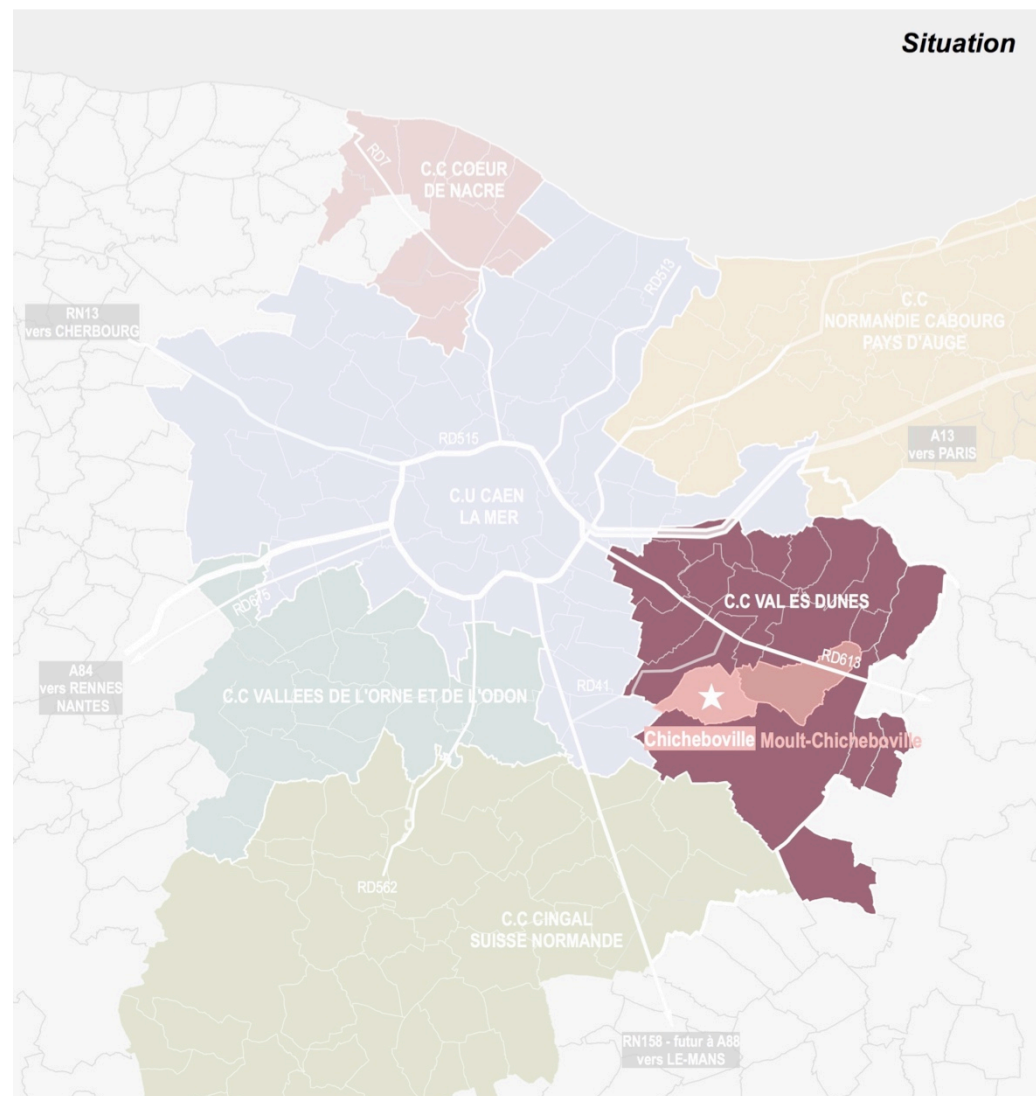 Situation
RD7
C.C COEUR
DE NACRE
RD513
RN13
vers CHERBOURG
C.C
NORMANDIE CABOURG
PAYS D'AUGE
RD515
A13
vers PARIS
C.U CAEN
LA MER
RD675
C.C VAL ES DUNES
RD613
A84
vers RENNES
NANTES
C.C VALLEES DE L'ORNE ET DE L'ODON
RD41
Chicheboville
Moult-Chicheboville
RD562
C.C CINGAL
SUISSE NORMANDE
RN158 - futur à A88
vers LE-MANS